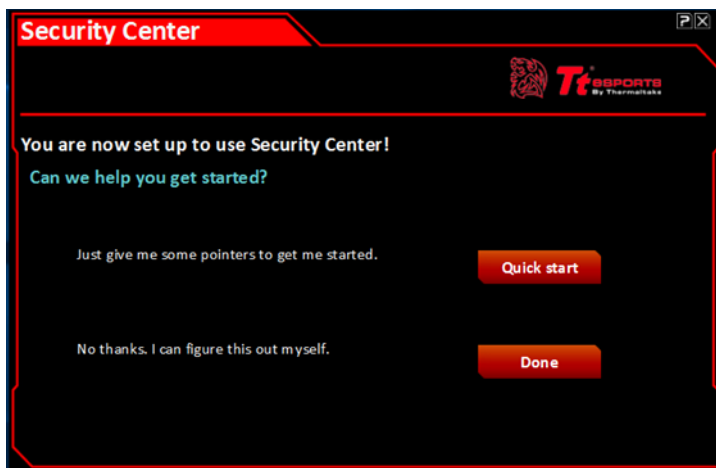 Security Center
Tt eSPORTS
By Thermaltake
You are now set up to use Security Center!
Can we help you get started?
Just give me some pointers to get me started.
Quick start
No thanks. I can figure this out myself.
Done